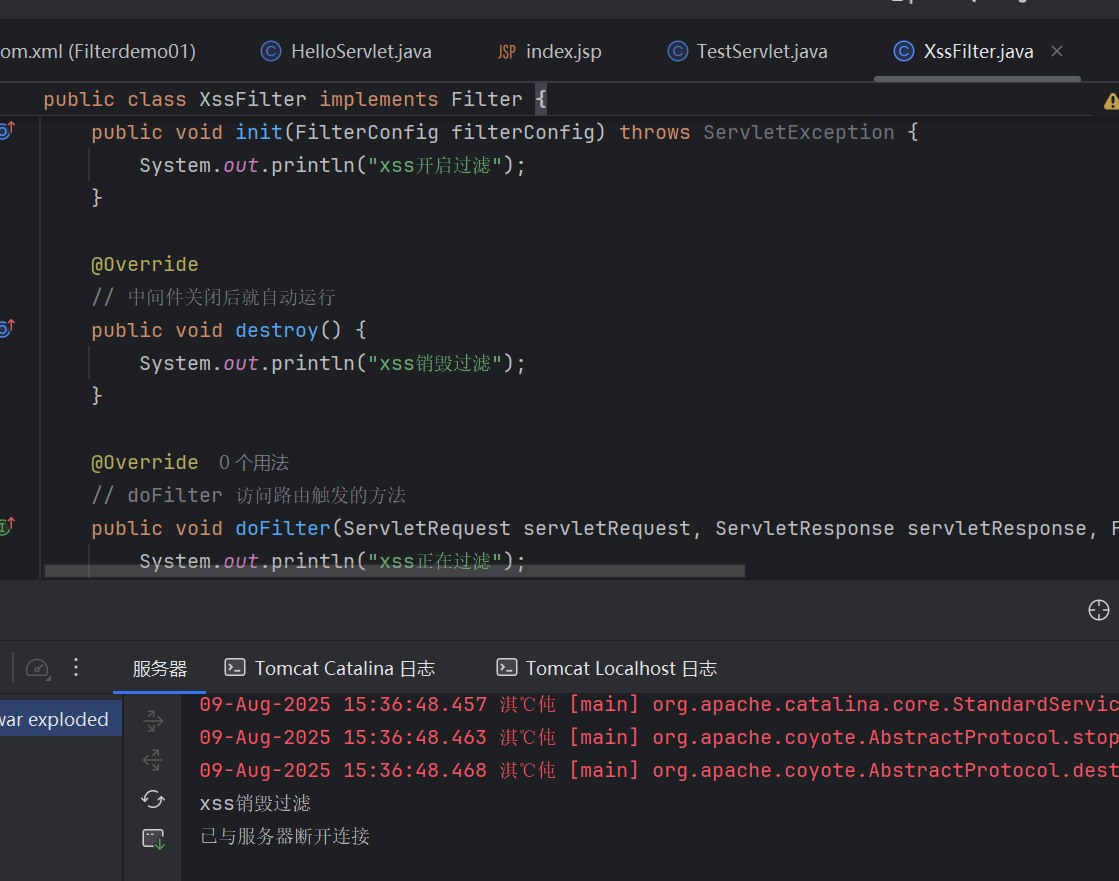 om.xml (Filterdemo01) HelloServlet.java JSP index.jsp TestServlet.java XssFilter.java
public class XssFilter implements Filter {
public void init(FilterConfig filterConfig) throws ServletException {
System.out.println("xss开启过滤");
}
@Override
// 中间件关闭后就自动运行
public void destroy() {
System.out.println("xss销毁过滤");
}
@Override 0个用法
// doFilter 访问路由触发的方法
public void doFilter(ServletRequest servletRequest, ServletResponse servletResponse, F
System.out.println("xss正在过滤");
服务器 Tomcat Catalina 日志 Tomcat Localhost 日志
war exploded
09-Aug-2025 15:36:48.457 淇℃伅 [main] org.apache.catalina.core.StandardServic
09-Aug-2025 15:36:48.463 淇℃伅 [main] org.apache.coyote.AbstractProtocol.stop
09-Aug-2025 15:36:48.468 淇℃伅 [main] org.apache.coyote.AbstractProtocol.dest
xss销毁过滤
已与服务器断开连接